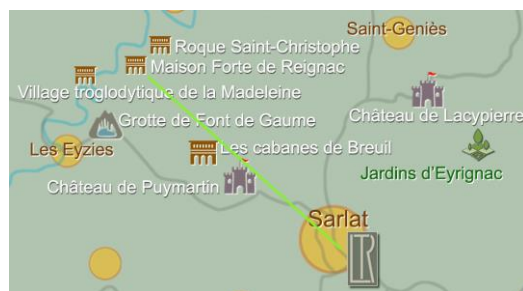 Saint-Geniès
Roque Saint-Christophe
Maison Forte de Reignac
Village troglodytique de la Madeleine
Château de Lacypierre
Grotte de Font de Gaume
Les Eyzies
Les cabanes de Breuil
Jardins d'Eyrignac
Château de Puymartin
Sarlat